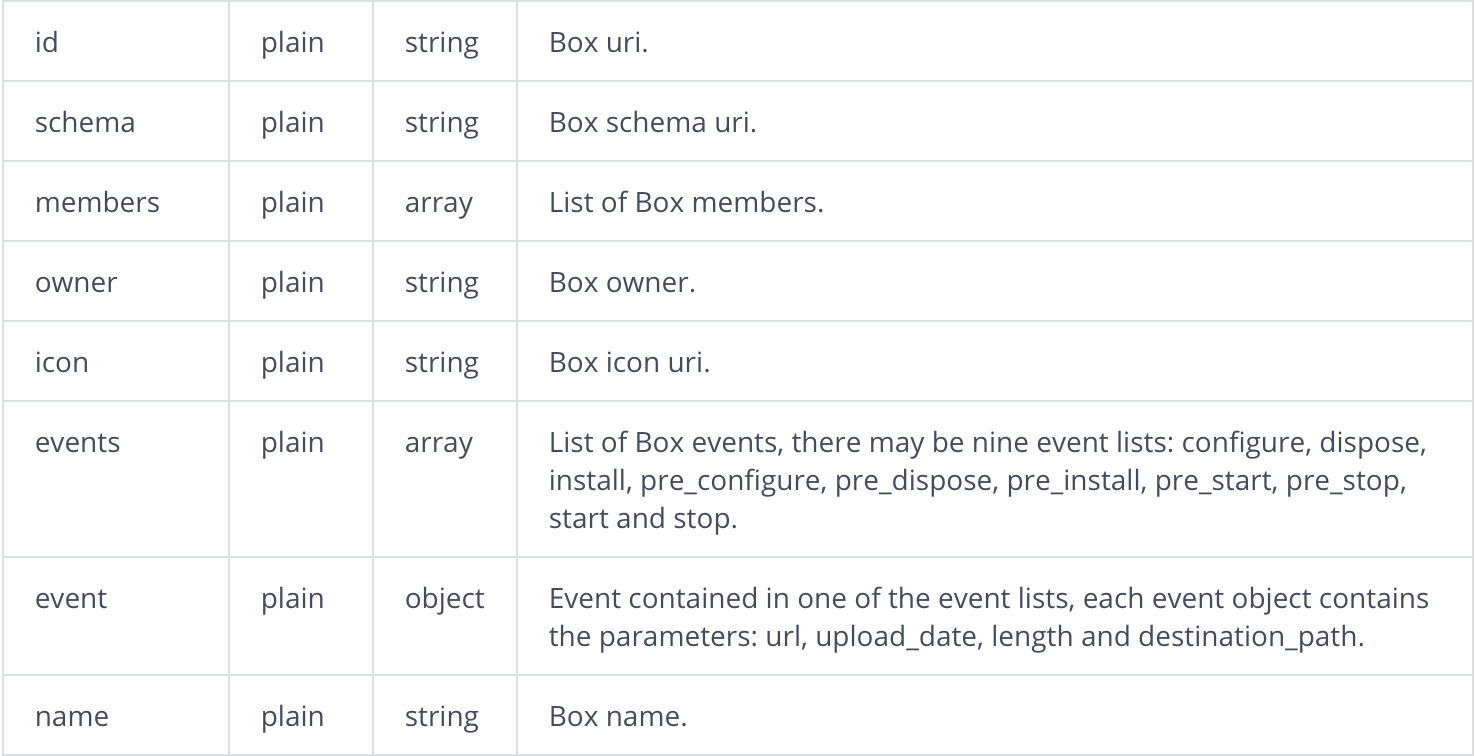 id plain string Box uri.
schema plain string Box schema uri.
members plain array List of Box members.
owner plain string Box owner.
icon plain string Box icon uri.
events plain array List of Box events, there may be nine event lists: configure, dispose,
install, pre_configure, pre_dispose, pre_install, pre_start, pre_stop,
start and stop.
event plain object Event contained in one of the event lists, each event object contains
the parameters: url, upload_date, length and destination_path.
name plain string Box name.